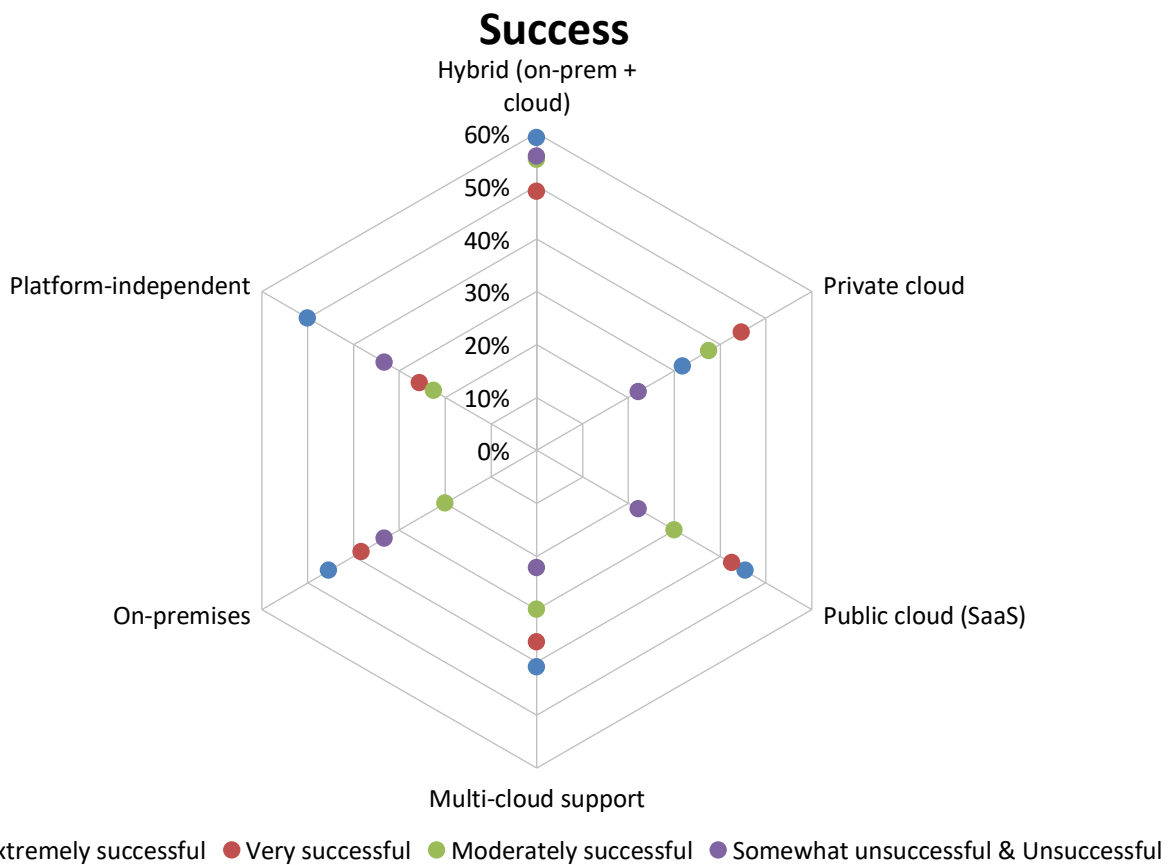 Success
Hybrid (on-prem +
cloud)
60%
50%
40%
30%
20%
10%
0%
Platform-independent
Private cloud
On-premises
Public cloud (SaaS)
Multi-cloud support
xtremely successful Very successful Moderately successful Somewhat unsuccessful & Unsuccessful